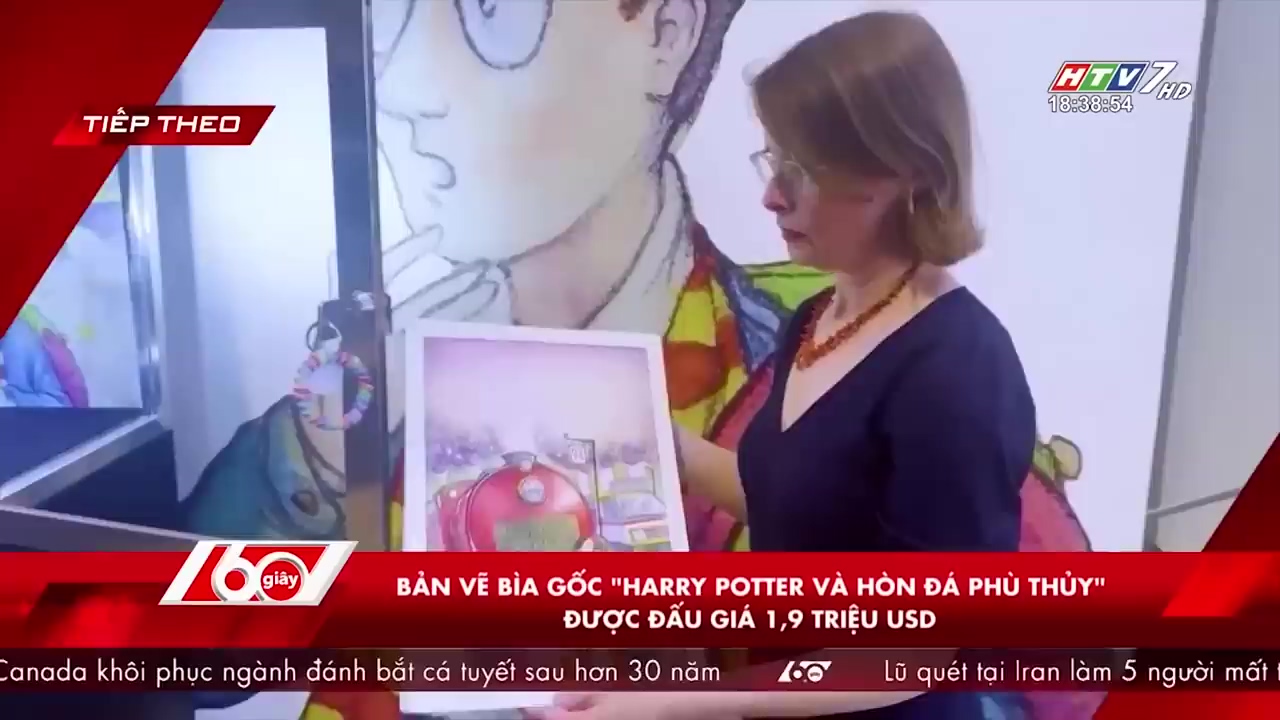 TIẾP THEO
HTV7 HD
18:38:54
60 giây
BẢN VẼ BÌA GỐC "HARRY POTTER VÀ HÒN ĐÁ PHÙ THỦY"
ĐƯỢC ĐẤU GIÁ 1,9 TRIỆU USD
Canada khôi phục ngành đánh bắt cá tuyết sau hơn 30 năm 60 giây Lũ quét tại Iran làm 5 người mất